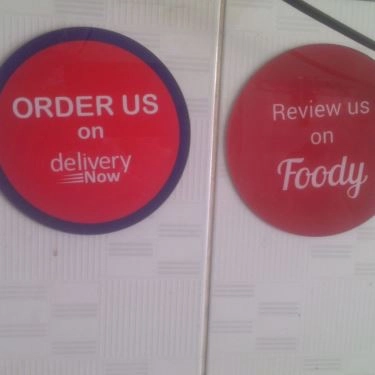 ORDER US
on
delivery
Now
Review us
on
Foody